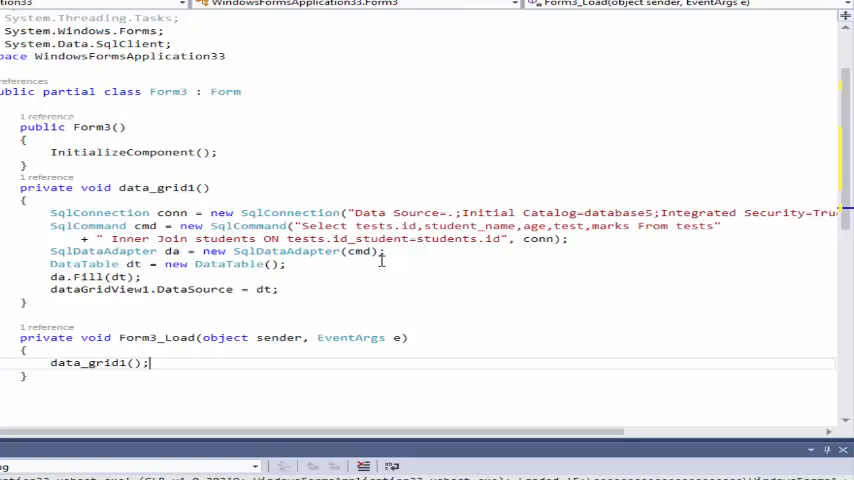 WindowsFormsApplication33.Form3
Form3_Load(object sender, EventArgs e)
System.Threading.Tasks;
System.Windows.Forms;
System.Data.SqlClient;
pace WindowsFormsApplication33
eferences
ublic partial class Form3 : Form
1 reference
public Form3()
{
InitializeComponent();
}
1 reference
private void data_grid1()
{
SqlConnection conn = new SqlConnection("Data Source=.;Initial Catalog=database5;Integrated Security=True
SqlCommand cmd = new SqlCommand("Select tests.id,student_name,age,test,marks From tests"
+ " Inner Join students ON tests.id_student=students.id", conn);
SqlDataAdapter da = new SqlDataAdapter(cmd);
DataTable dt = new DataTable();
da.Fill(dt);
dataGridView1.DataSource = dt;
}
1 reference
private void Form3_Load(object sender, EventArgs e)
{
data_grid1();
}